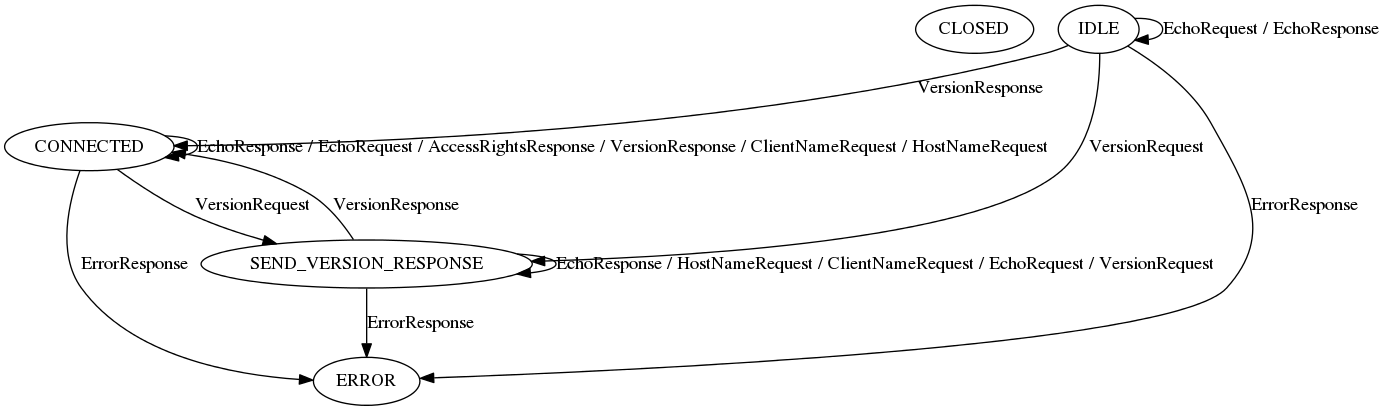 CLOSED
IDLE
EchoRequest / EchoResponse
VersionResponse
CONNECTED
EchoResponse / EchoRequest / AccessRightsResponse / VersionResponse / ClientNameRequest / HostNameRequest
VersionRequest
VersionRequest
VersionResponse
ErrorResponse
ErrorResponse
SEND_VERSION_RESPONSE
EchoResponse / HostNameRequest / ClientNameRequest / EchoRequest / VersionRequest
ErrorResponse
ERROR